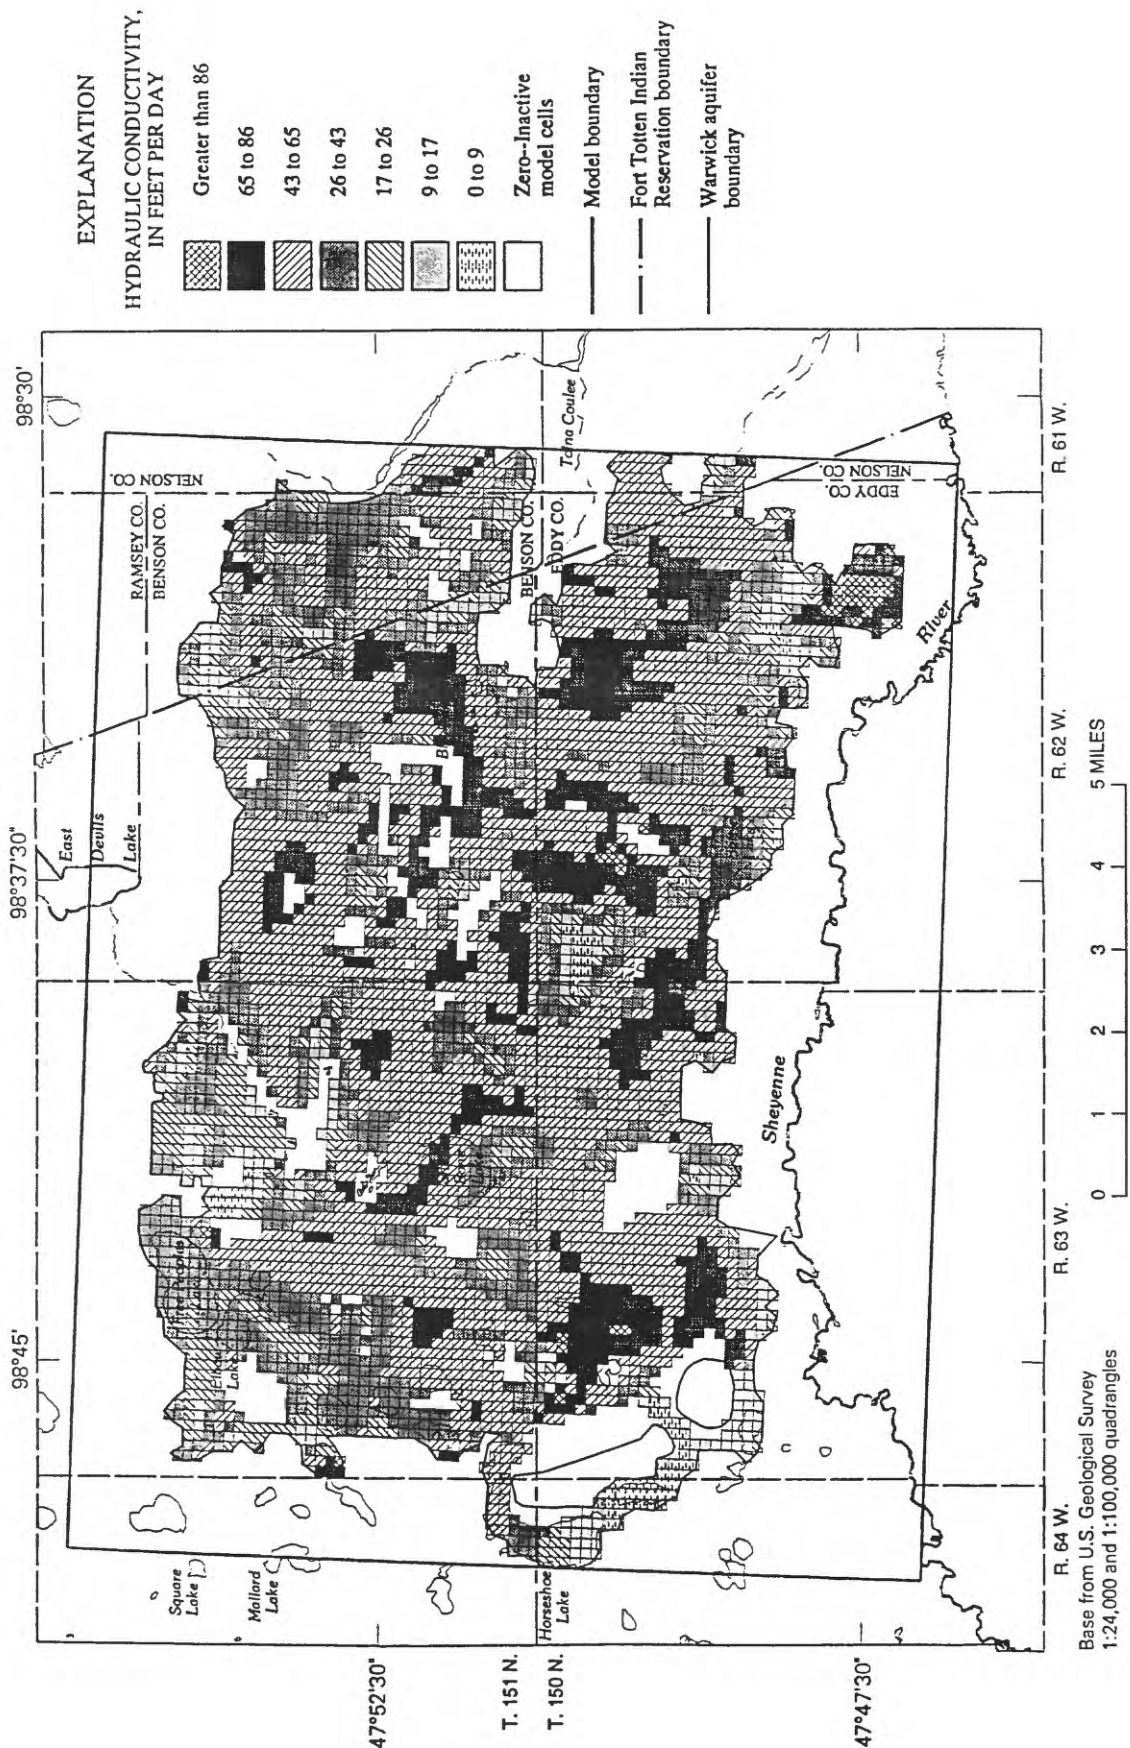 EXPLANATION
HYDRAULIC CONDUCTIVITY,
IN FEET PER DAY
Greater than 86
65 to 86
43 to 65
26 to 43
17 to 26
9 to 17
0 to 9
Zero--Inactive
model cells
Model boundary
Fort Totten Indian
Reservation boundary
Warwick aquifer
boundary
98°45'
98°37'30"
98°30'
East
Devils
Lake
RAMSEY CO.
BENSON CO.
NELSON CO.
Square
Lake
Mallard
Lake
Lake
Lake
47°52'30"
T. 151 N.
T. 150 N.
Horseshoe
Lake
BENSON CO.
EDDY CO.
Tolna Coulee
EDDY CO.
NELSON CO.
Sheyenne
River
47°47'30"
R. 64 W.
R. 63 W.
R. 62 W.
R. 61 W.
Base from U.S. Geological Survey
1:24,000 and 1:100,000 quadrangles
0 1 2 3 4 5 MILES